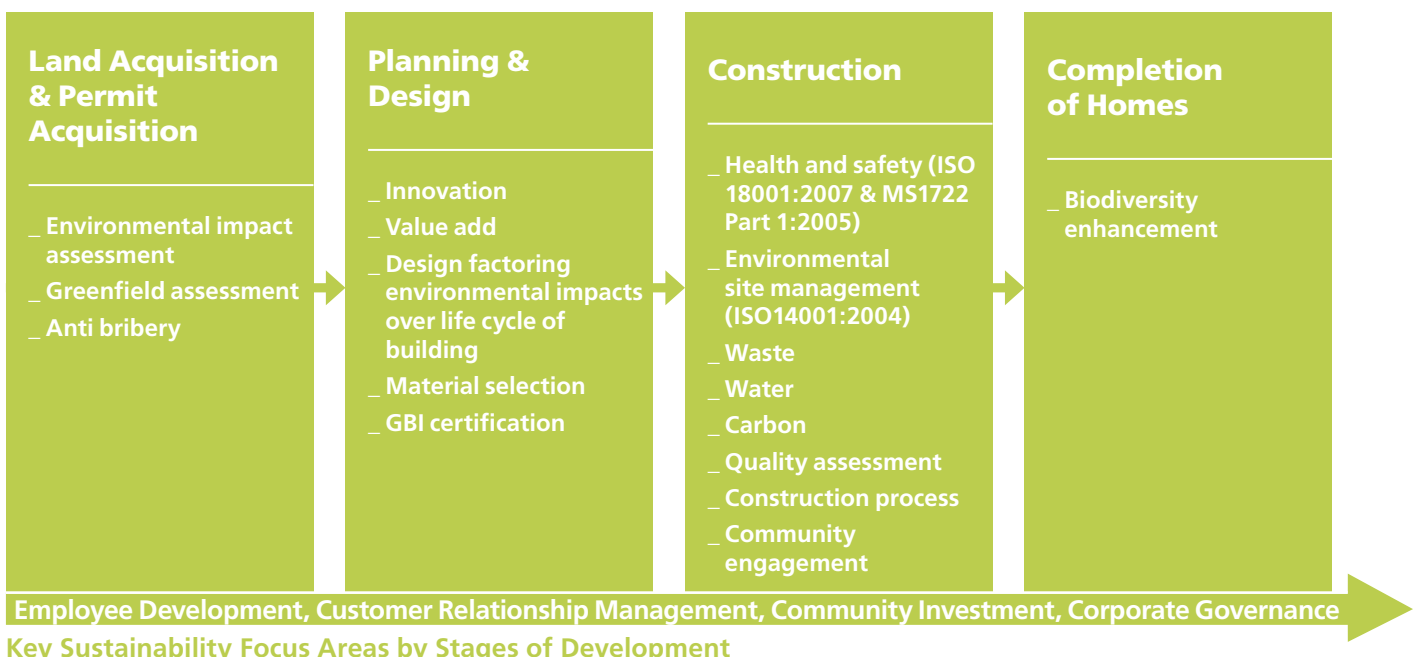 Land Acquisition
& Permit
Acquisition
_ Environmental impact
assessment
_ Greenfield assessment
_ Anti bribery
Planning &
Design
_ Innovation
_ Value add
_ Design factoring
environmental impacts
over life cycle of
building
_ Material selection
_ GBI certification
Construction
_ Health and safety (ISO
18001:2007 & MS1722
Part 1:2005)
_ Environmental
site management
(ISO14001:2004)
_ Waste
_ Water
_ Carbon
_ Quality assessment
_ Construction process
_ Community
engagement
Completion
of Homes
_ Biodiversity
enhancement
Employee Development, Customer Relationship Management, Community Investment, Corporate Governance
Key Sustainability Focus Areas by Stages of Development